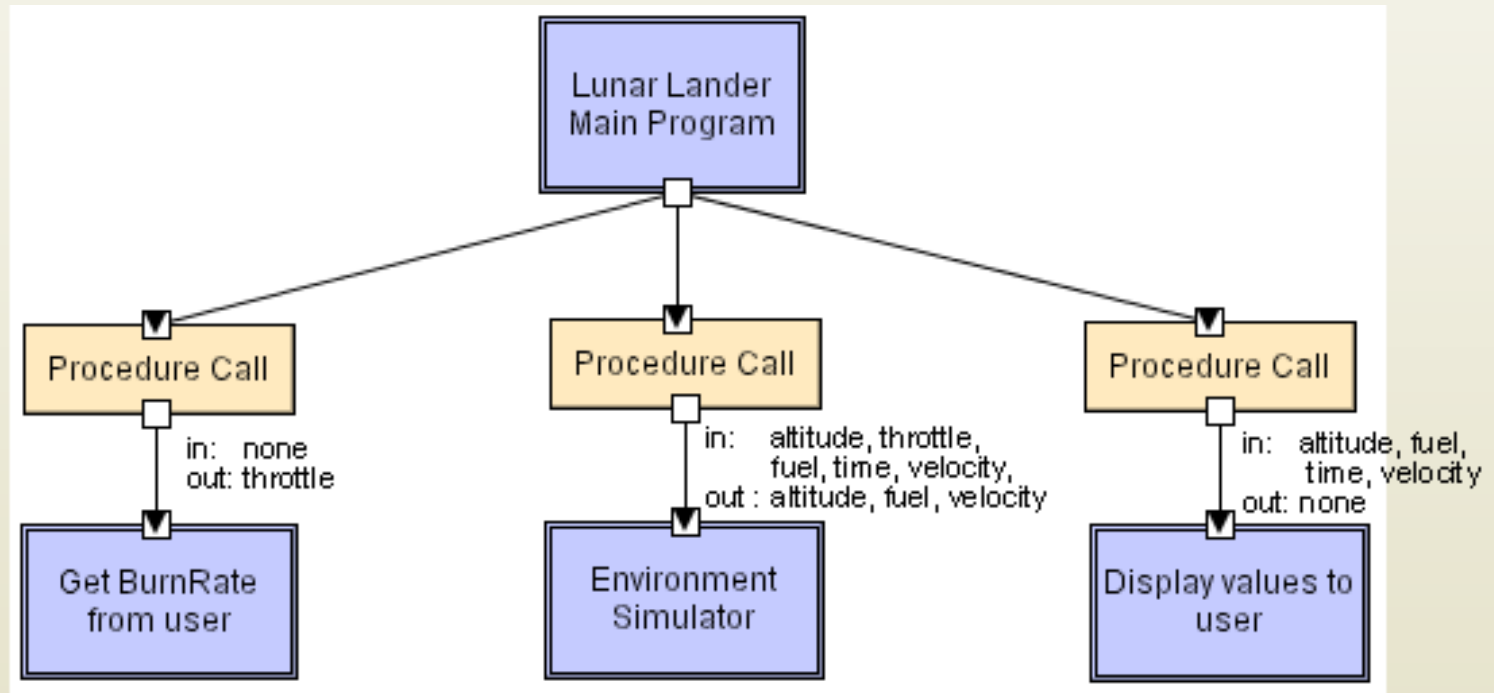 Lunar Lander
Main Program
Procedure Call
Procedure Call
Procedure Call
in: none
out: throttle
in: altitude, throttle,
fuel, time, velocity,
out : altitude, fuel, velocity
in: altitude, fuel,
time, velocity
out: none
Get BurnRate
from user
Environment
Simulator
Display values to
user